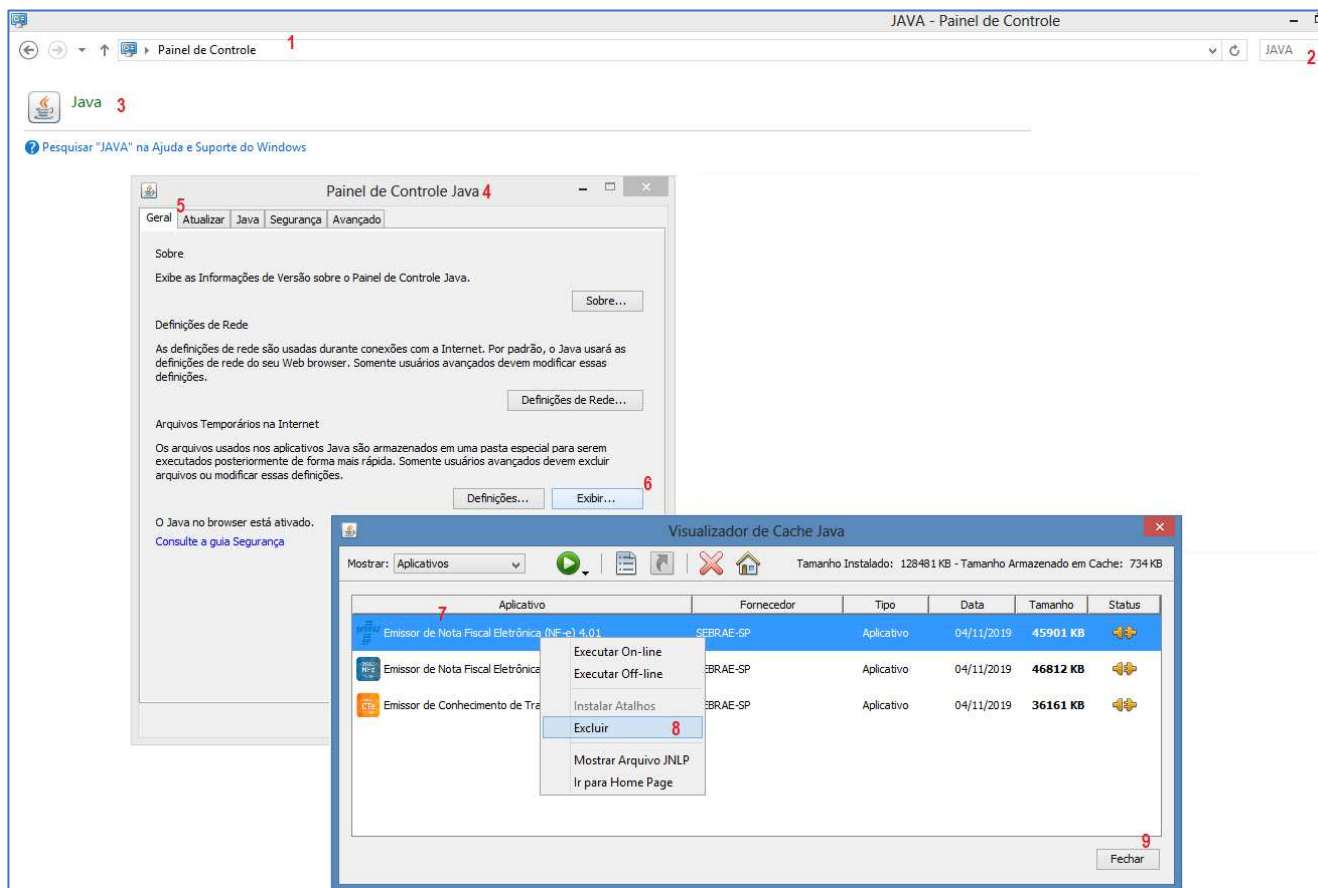 JAVA - Painel de Controle
Painel de Controle 1
JAVA 2
Java 3
Pesquisar "JAVA" na Ajuda e Suporte do Windows
Painel de Controle Java 4
5
Geral Atualizar Java Segurança Avançado
Sobre
Exibe as Informações de Versão sobre o Painel de Controle Java.
Sobre...
Definições de Rede
As definições de rede são usadas durante conexões com a Internet. Por padrão, o Java usará as
definições de rede do seu Web browser. Somente usuários avançados devem modificar essas
definições.
Definições de Rede...
Arquivos Temporários na Internet
Os arquivos usados nos aplicativos Java são armazenados em uma pasta especial para serem
executados posteriormente de forma mais rápida. Somente usuários avançados devem excluir
arquivos ou modificar essas definições.
6
Definições... Exibir...
O Java no browser está ativado.
Consulte a guia Segurança
Visualizador de Cache Java
Mostrar: Aplicativos Tamanho Instalado: 128481 KB - Tamanho Armazenado em Cache: 734 KB
Aplicativo Fornecedor Tipo Data Tamanho Status
7
Emissor de Nota Fiscal Eletrônica (NF-e) 4.01 SEBRAE-SP Aplicativo 04/11/2019 45901 KB
Emissor de Nota Fiscal Eletrônica EBRAE-SP Aplicativo 04/11/2019 46812 KB
CTe Emissor de Conhecimento de Tra EBRAE-SP Aplicativo 04/11/2019 36161 KB
Executar On-line
Executar Off-line
Instalar Atalhos
Excluir 8
Mostrar Arquivo JNLP
Ir para Home Page
9
Fechar